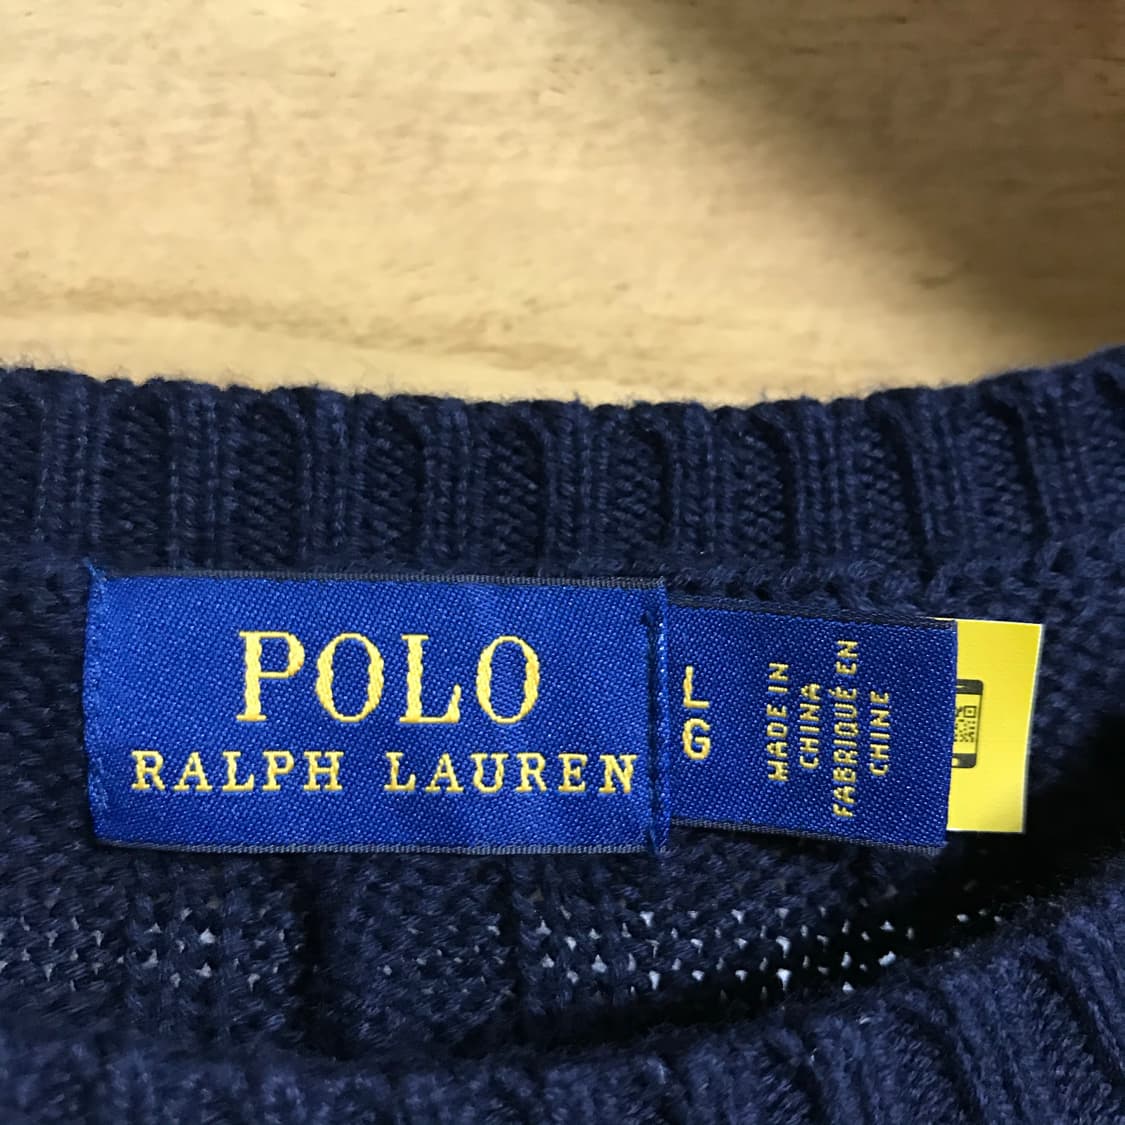 POLO
RALPH LAUREN
L
G
MADE IN
CHINA
FABRIQUÉ EN
CHINE